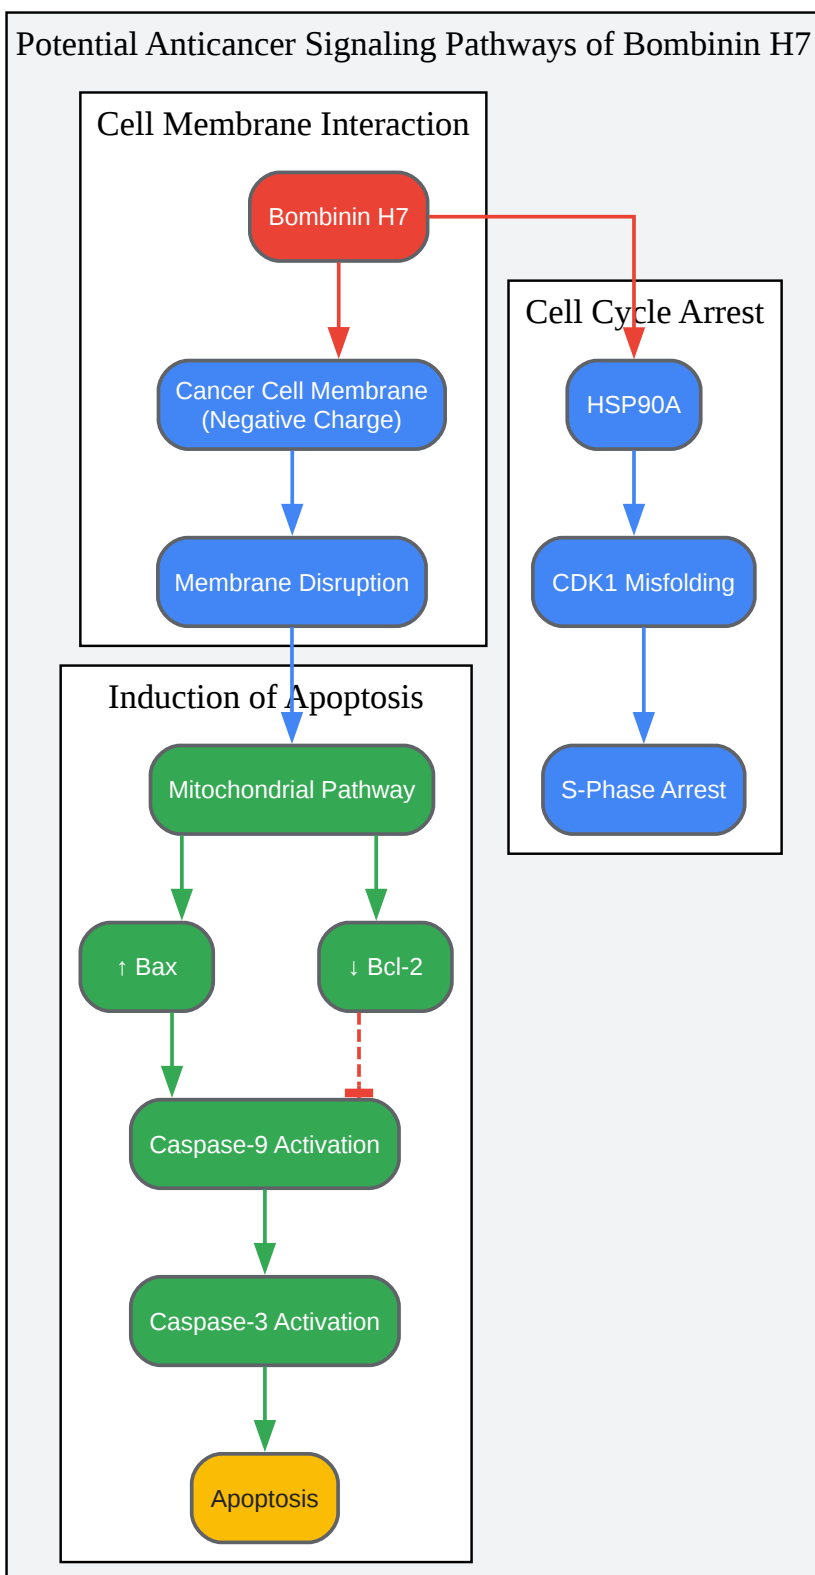 Potential Anticancer Signaling Pathways of Bombinin H7
Cell Membrane Interaction
Bombinin H7
Cancer Cell Membrane
(Negative Charge)
Membrane Disruption
Cell Cycle Arrest
HSP90A
CDK1 Misfolding
S-Phase Arrest
Induction of Apoptosis
Mitochondrial Pathway
↑ Bax
↓ Bcl-2
Caspase-9 Activation
Caspase-3 Activation
Apoptosis